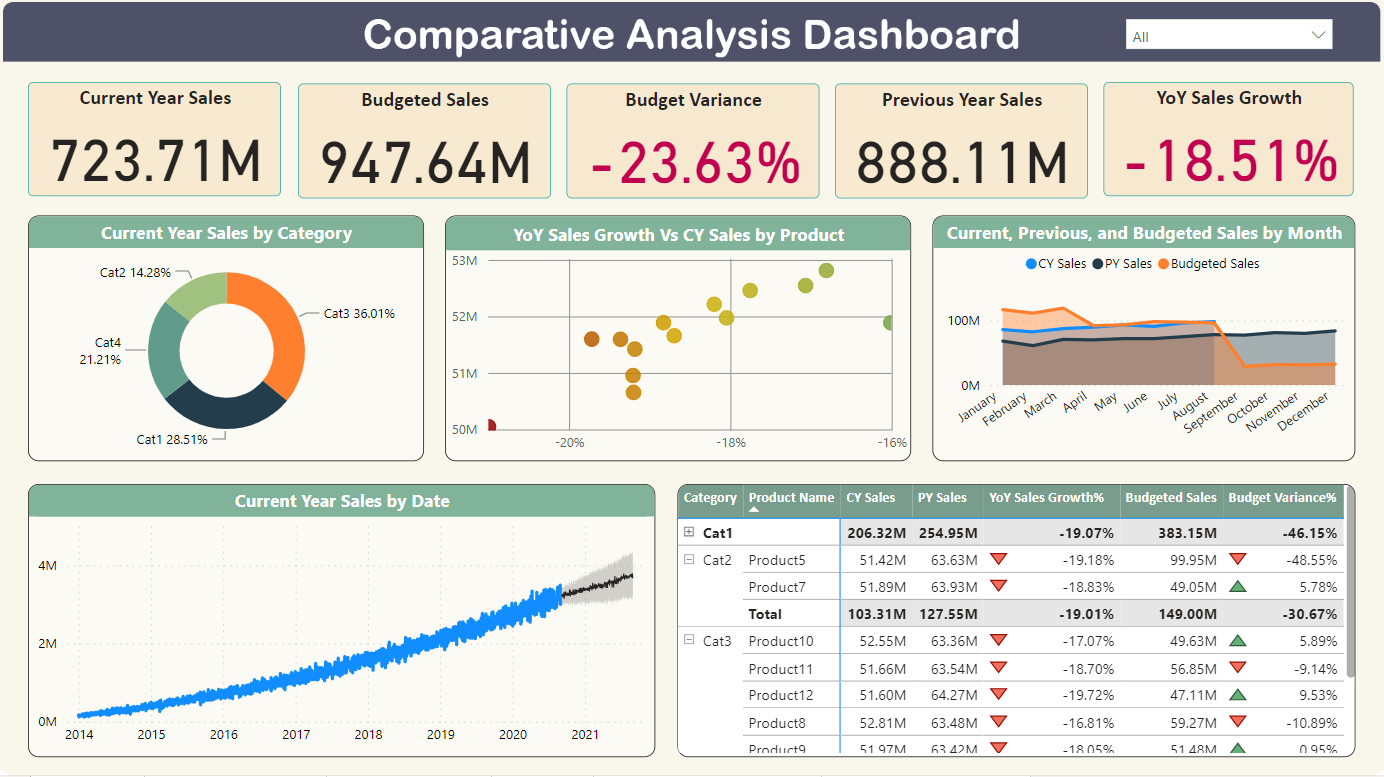 Comparative Analysis Dashboard
All
Current Year Sales
723.71M
Budgeted Sales
947.64M
Budget Variance
-23.63%
Previous Year Sales
888.11M
YoY Sales Growth
-18.51%
Current Year Sales by Category
Cat2 14.28%
Cat3 36.01%
Cat4
21.21%
Cat1 28.51%
YoY Sales Growth Vs CY Sales by Product
53M
52M
51M
50M
-20%
-18%
-16%
Current, Previous, and Budgeted Sales by Month
CY Sales PY Sales Budgeted Sales
100M
0M
January
February
March
April
May
June
July
August
September
October
November
December
Current Year Sales by Date
4M
2M
0M
2014 2015 2016 2017 2018 2019 2020 2021
Category Product Name CY Sales PY Sales YoY Sales Growth% Budgeted Sales Budget Variance%
Cat1 206.32M 254.95M -19.07% 383.15M -46.15%
Cat2 Product5 51.42M 63.63M -19.18% 99.95M -48.55%
Product7 51.89M 63.93M -18.83% 49.05M 5.78%
Total 103.31M 127.55M -19.01% 149.00M -30.67%
Cat3 Product10 52.55M 63.36M -17.07% 49.63M 5.89%
Product11 51.66M 63.54M -18.70% 56.85M -9.14%
Product12 51.60M 64.27M -19.72% 47.11M 9.53%
Product8 52.81M 63.48M -16.81% 59.27M -10.89%
Product9 51.97M 63.42M -18.05% 51.48M 0.95%